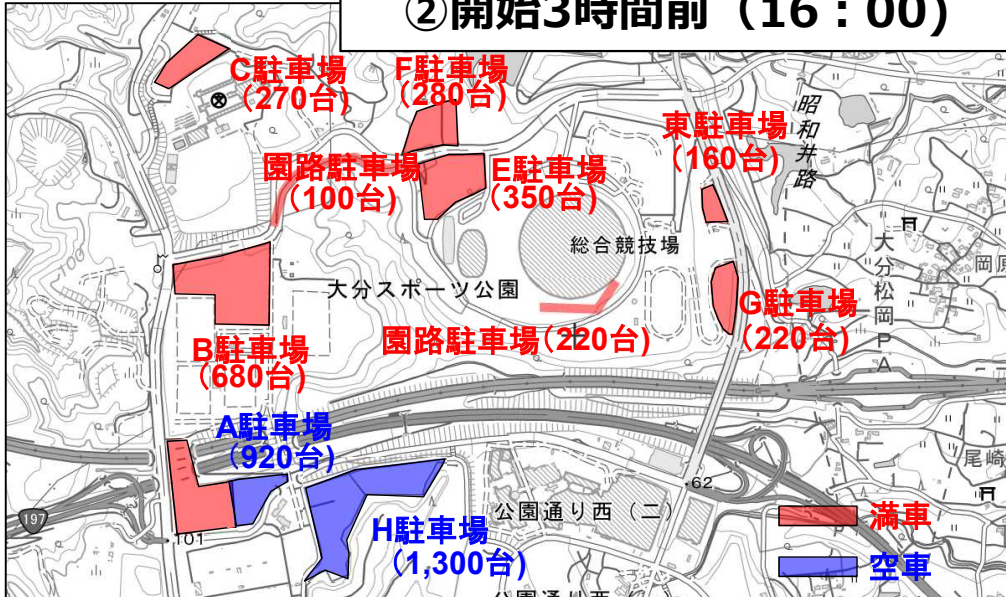 ②開始3時間前（16：00）
C駐車場
（270台）
F駐車場
（280台）
東駐車場
（160台）
昭和井路
園路駐車場
（100台）
E駐車場
（350台）
総合競技場
大分スポーツ公園
大分松岡PA
岡原
G駐車場
（220台）
園路駐車場（220台）
B駐車場
（680台）
A駐車場
（920台）
尾崎
62
公園通り西（二）
197
101
H駐車場
（1,300台）
満車
空車